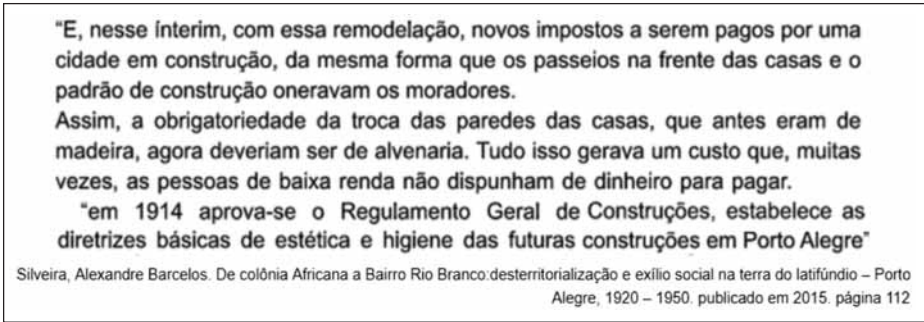 "E, nesse ínterim, com essa remodelação, novos impostos a serem pagos por uma
cidade em construção, da mesma forma que os passeios na frente das casas e o
padrão de construção oneravam os moradores.
Assim, a obrigatoriedade da troca das paredes das casas, que antes eram de
madeira, agora deveriam ser de alvenaria. Tudo isso gerava um custo que, muitas
vezes, as pessoas de baixa renda não dispunham de dinheiro para pagar.
"em 1914 aprova-se o Regulamento Geral de Construções, estabelece as
diretrizes básicas de estética e higiene das futuras construções em Porto Alegre"
Silveira, Alexandre Barcelos. De colônia Africana a Bairro Rio Branco:desterritorialização e exílio social na terra do latifúndio – Porto
Alegre, 1920 – 1950. publicado em 2015. página 112